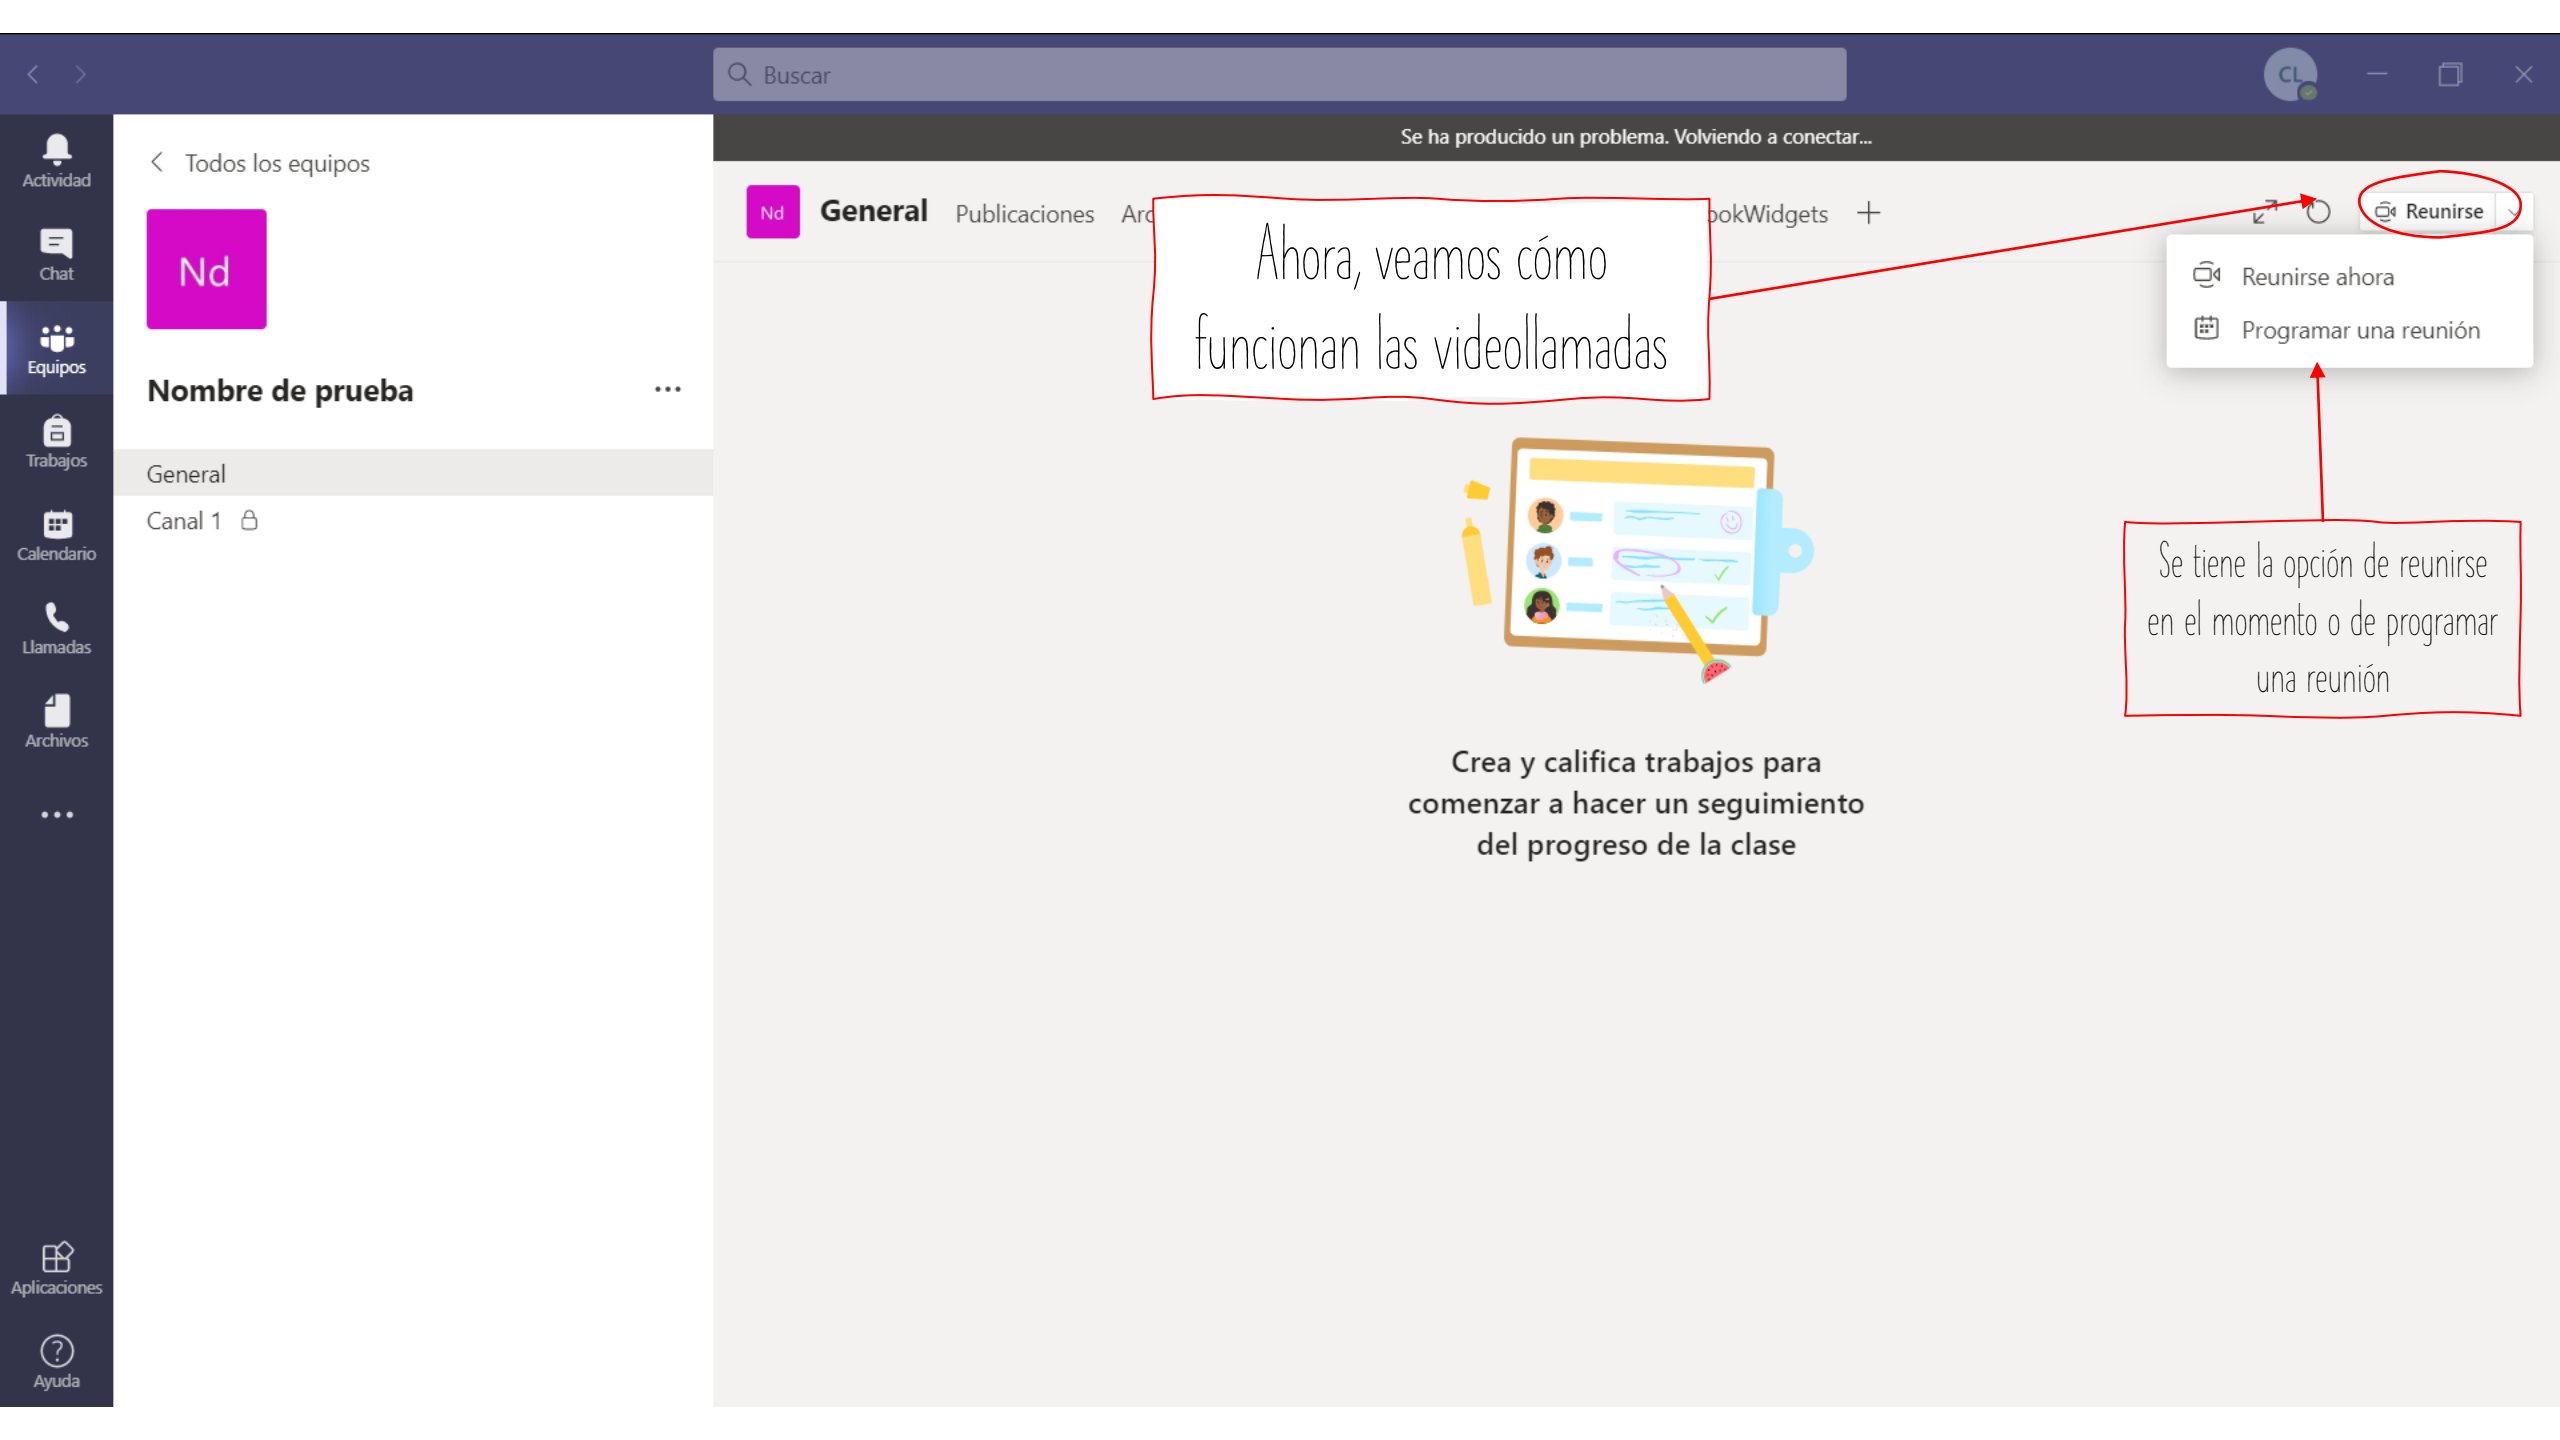 Buscar
CL
Actividad
Chat
Equipos
Trabajos
Calendario
Llamadas
Archivos
Aplicaciones
Ayuda
Todos los equipos
Nd
Nombre de prueba
General
Canal 1
Se ha producido un problema. Volviendo a conectar...
Nd
General Publicaciones
Reunirse
Reunirse ahora
Programar una reunión
Ahora, veamos cómo
funcionan las videollamadas
Se tiene la opción de reunirse
en el momento o de programar
una reunión
Crea y califica trabajos para
comenzar a hacer un seguimiento
del progreso de la clase